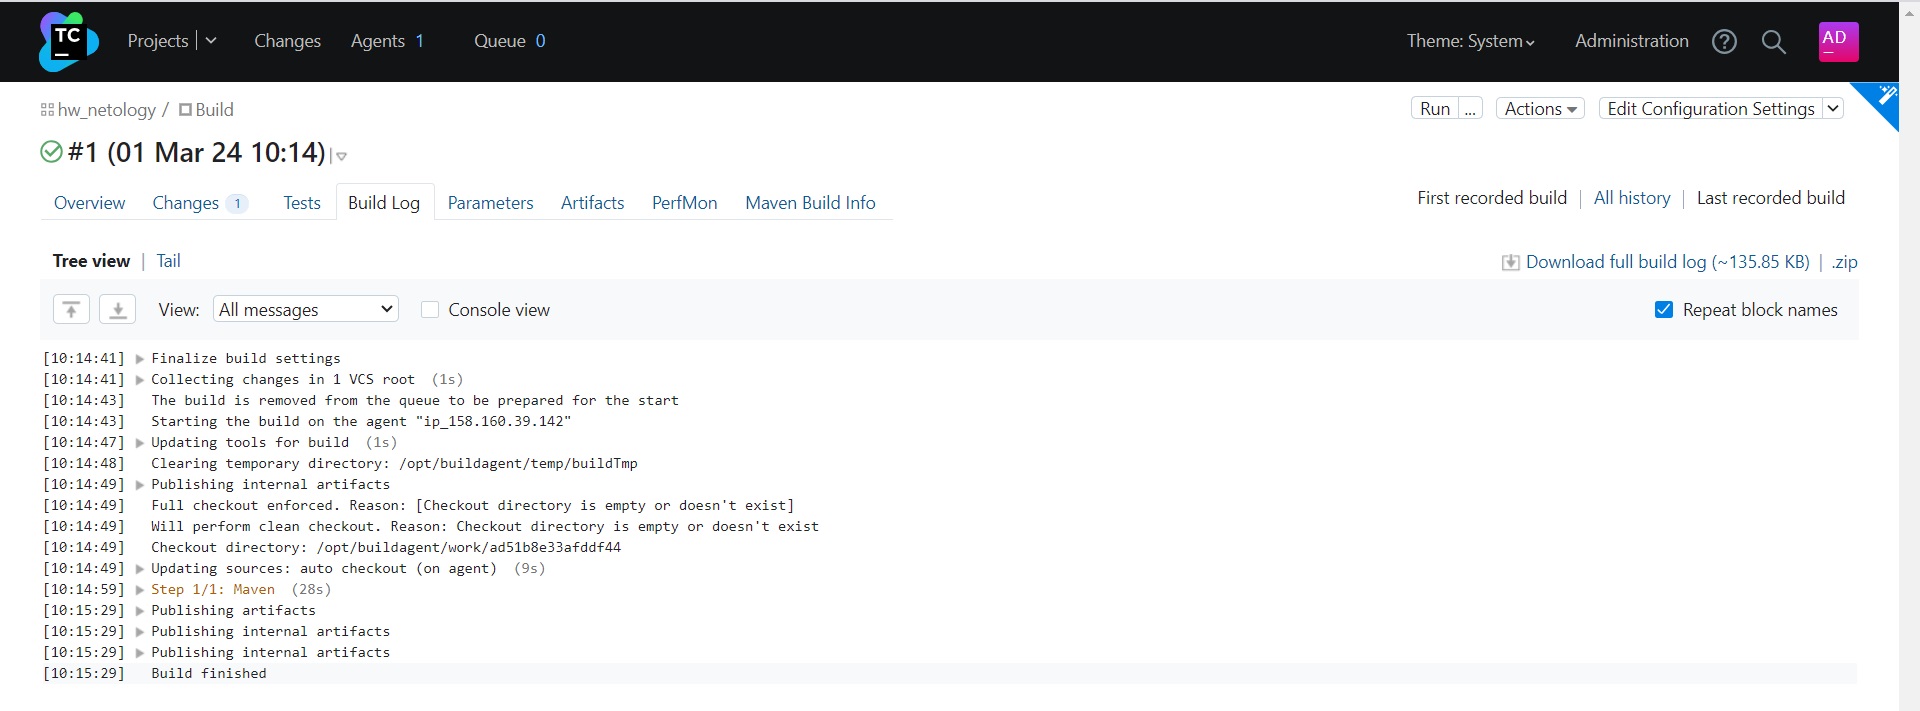 TC Projects Changes Agents 1 Queue 0 Theme: System Administration ? AD
hw_netology / Build Run ... Actions Edit Configuration Settings
#1 (01 Mar 24 10:14)
Overview Changes 1 Tests Build Log Parameters Artifacts PerfMon Maven Build Info First recorded build | All history | Last recorded build
Tree view | Tail Download full build log (~135.85 KB) | .zip
View: All messages Console view Repeat block names
[10:14:41] Finalize build settings
[10:14:41] Collecting changes in 1 VCS root (1s)
[10:14:43] The build is removed from the queue to be prepared for the start
[10:14:43] Starting the build on the agent "ip_158.160.39.142"
[10:14:47] Updating tools for build (1s)
[10:14:48] Clearing temporary directory: /opt/buildagent/temp/buildTmp
[10:14:49] Publishing internal artifacts
[10:14:49] Full checkout enforced. Reason: [Checkout directory is empty or doesn't exist]
[10:14:49] Will perform clean checkout. Reason: Checkout directory is empty or doesn't exist
[10:14:49] Checkout directory: /opt/buildagent/work/ad51b8e33afddf44
[10:14:49] Updating sources: auto checkout (on agent) (9s)
[10:14:59] Step 1/1: Maven (28s)
[10:15:29] Publishing artifacts
[10:15:29] Publishing internal artifacts
[10:15:29] Publishing internal artifacts
[10:15:29] Build finished